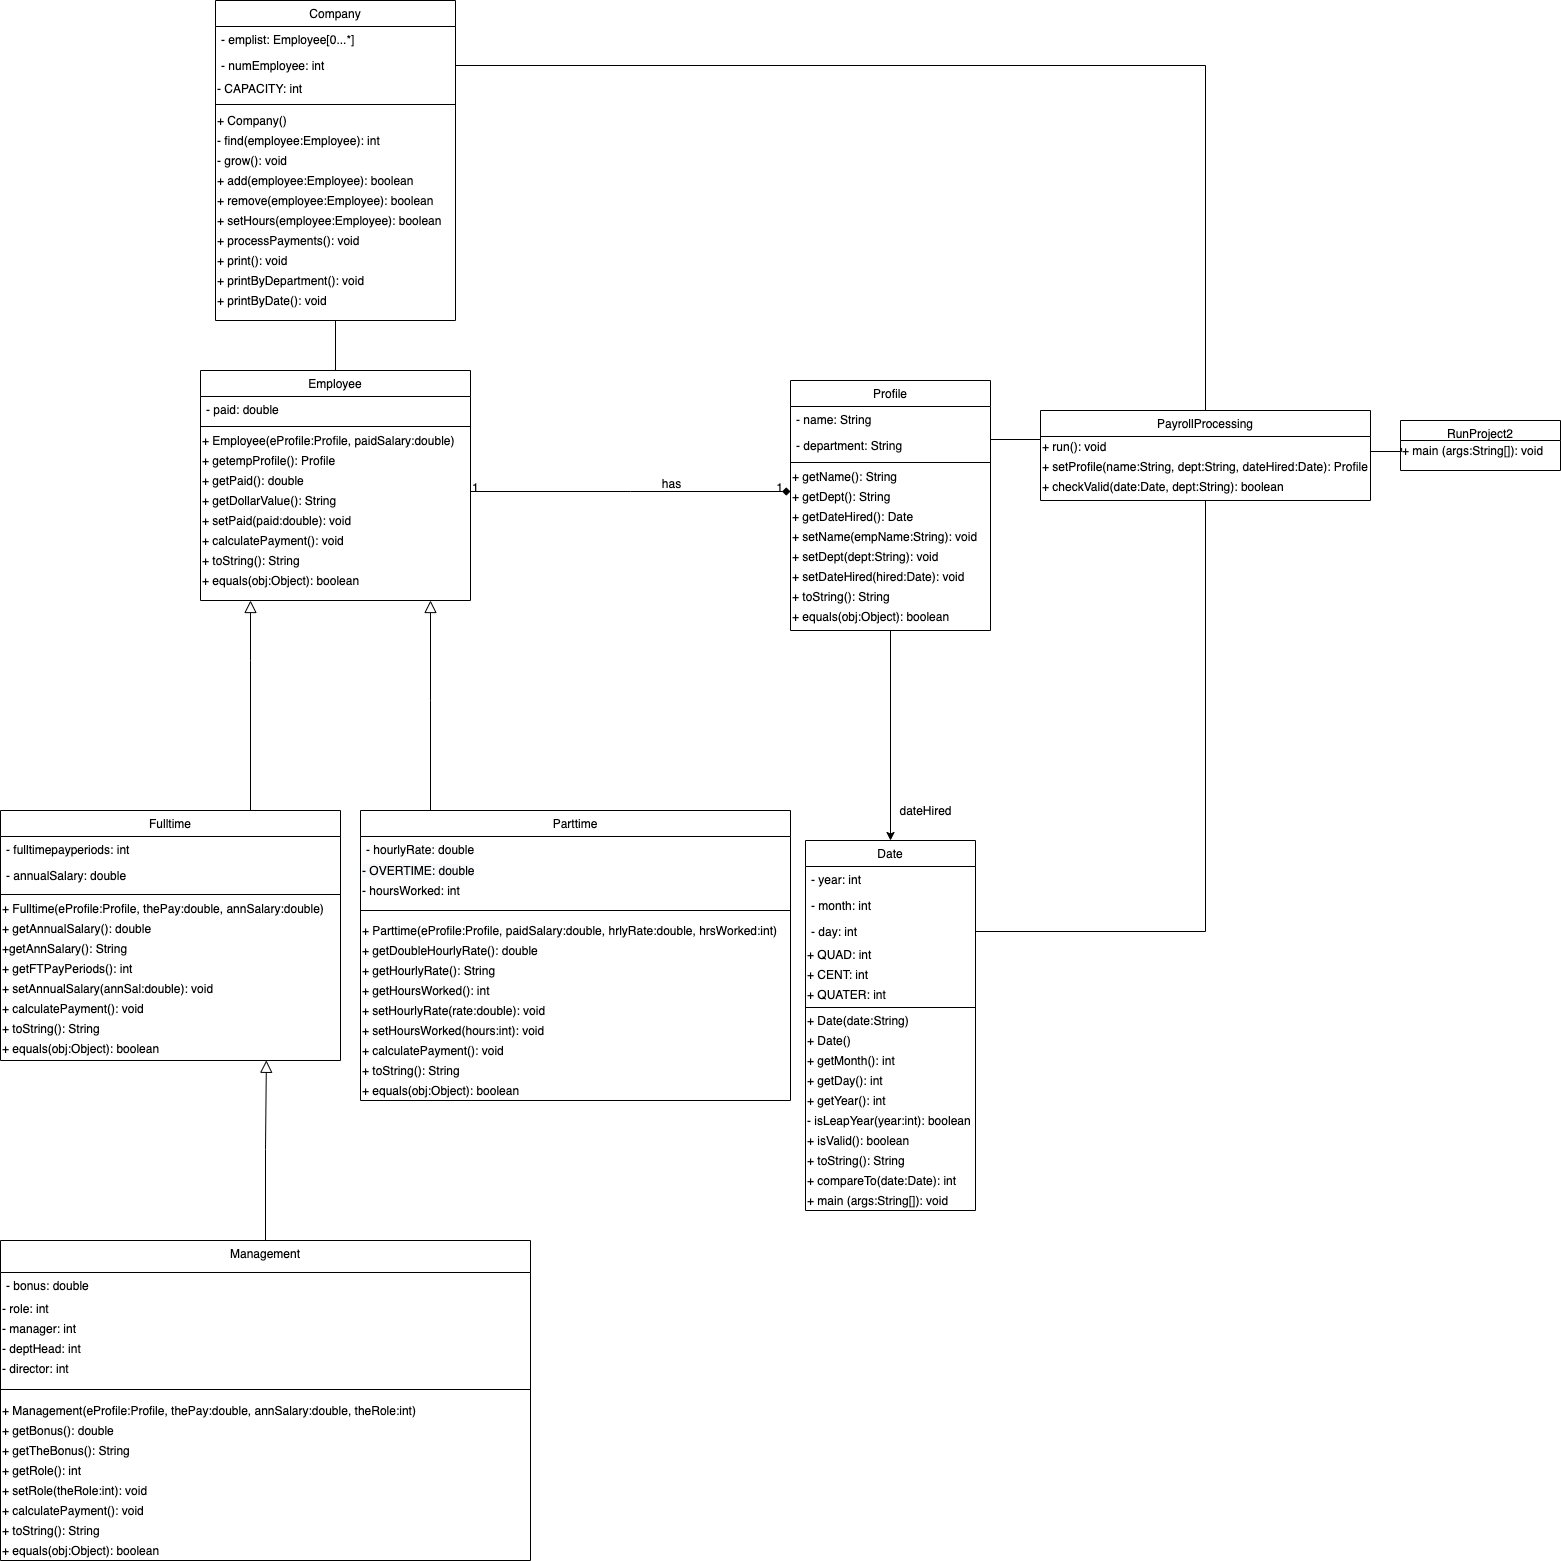 Company
- emplist: Employee[0...*]
- numEmployee: int
- CAPACITY: int
+ Company()
- find(employee:Employee): int
- grow(): void
+ add(employee:Employee): boolean
+ remove(employee:Employee): boolean
+ setHours(employee:Employee): boolean
+ processPayments(): void
+ print(): void
+ printByDepartment(): void
+ printByDate(): void
Employee
- paid: double
+ Employee(eProfile:Profile, paidSalary:double)
+ getempProfile(): Profile
+ getPaid(): double
+ getDollarValue(): String
+ setPaid(paid:double): void
+ calculatePayment(): void
+ toString(): String
+ equals(obj:Object): boolean
1
has
1
Profile
- name: String
- department: String
+ getName(): String
+ getDept(): String
+ getDateHired(): Date
+ setName(empName:String): void
+ setDept(dept:String): void
+ setDateHired(hired:Date): void
+ toString(): String
+ equals(obj:Object): boolean
PayrollProcessing
+ run(): void
+ setProfile(name:String, dept:String, dateHired:Date): Profile
+ checkValid(date:Date, dept:String): boolean
RunProject2
+ main (args:String[]): void
Fulltime
- fulltimepayperiods: int
- annualSalary: double
+ Fulltime(eProfile:Profile, thePay:double, annSalary:double)
+ getAnnualSalary(): double
+getAnnSalary(): String
+ getFTPayPeriods(): int
+ setAnnualSalary(annSal:double): void
+ calculatePayment(): void
+ toString(): String
+ equals(obj:Object): boolean
Parttime
- hourlyRate: double
- OVERTIME: double
- hoursWorked: int
+ Parttime(eProfile:Profile, paidSalary:double, hrlyRate:double, hrsWorked:int)
+ getDoubleHourlyRate(): double
+ getHourlyRate(): String
+ getHoursWorked(): int
+ setHourlyRate(rate:double): void
+ setHoursWorked(hours:int): void
+ calculatePayment(): void
+ toString(): String
+ equals(obj:Object): boolean
dateHired
Date
- year: int
- month: int
- day: int
+ QUAD: int
+ CENT: int
+ QUATER: int
+ Date(date:String)
+ Date()
+ getMonth(): int
+ getDay(): int
+ getYear(): int
- isLeapYear(year:int): boolean
+ isValid(): boolean
+ toString(): String
+ compareTo(date:Date): int
+ main (args:String[]): void
Management
- bonus: double
- role: int
- manager: int
- deptHead: int
- director: int
+ Management(eProfile:Profile, thePay:double, annSalary:double, theRole:int)
+ getBonus(): double
+ getTheBonus(): String
+ getRole(): int
+ setRole(theRole:int): void
+ calculatePayment(): void
+ toString(): String
+ equals(obj:Object): boolean